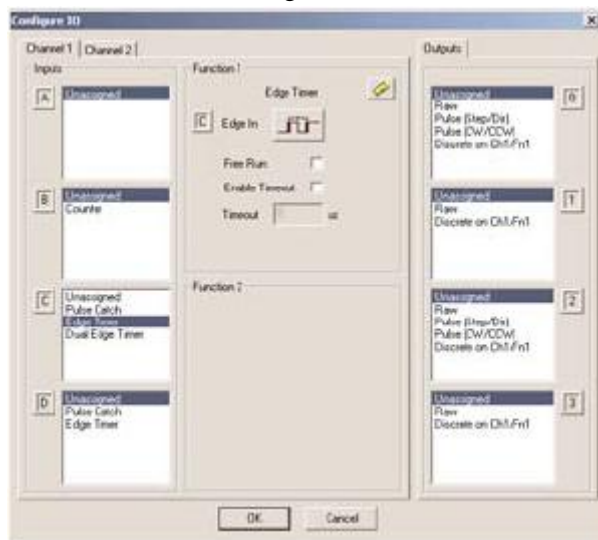 Configure IO
Channel 1 Channel 2
Inputs
A
Unassigned
B
Unassigned
Counter
C
Unassigned
Pulse Catch
Edge Timer
Dual Edge Timer
D
Unassigned
Pulse Catch
Edge Timer
Function 1
Edge Timer
C Edge In
Free Run
Enable Timeout
Timeout us
Function 2
Outputs
Unassigned
Raw
Pulse (Step/Dir)
Pulse (CW/CCW)
Discrete on Ch1/Fn1
0
Unassigned
Raw
Discrete on Ch1/Fn1
1
Unassigned
Raw
Pulse (Step/Dir)
Pulse (CW/CCW)
Discrete on Ch1/Fn1
2
Unassigned
Raw
Discrete on Ch1/Fn1
3
OK Cancel